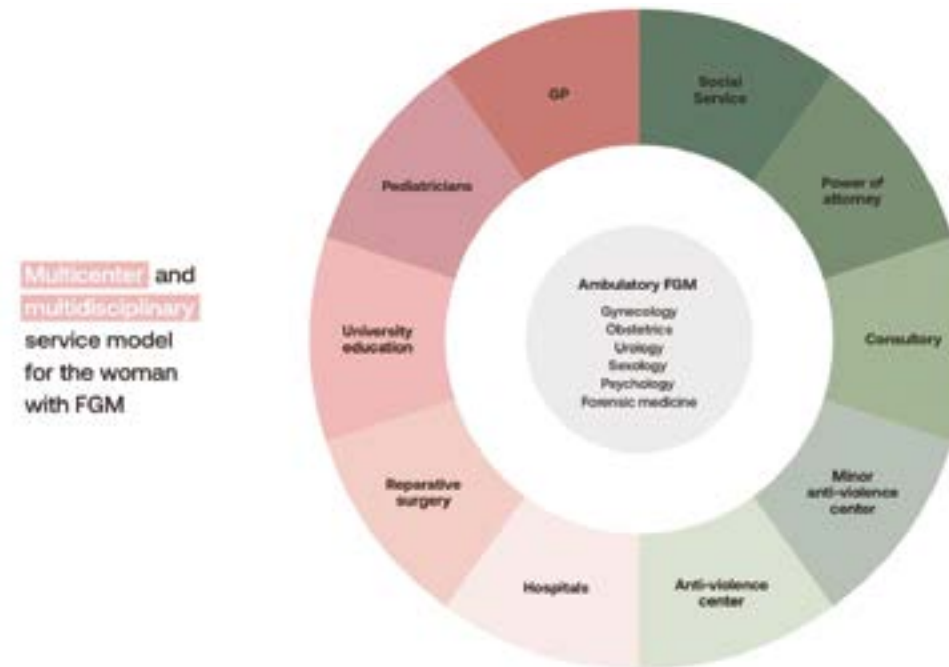 Multicenter and
multidisciplinary
service model
for the woman
with FGM
GP
Social
Service
Power of
attorney
Consultory
Minor
anti-violence
center
Anti-violence
center
Hospitals
Reparative
surgery
University
education
Pediatricians
Ambulatory FGM
Gynecology
Obstetrics
Urology
Sexology
Psychology
Forensic medicine